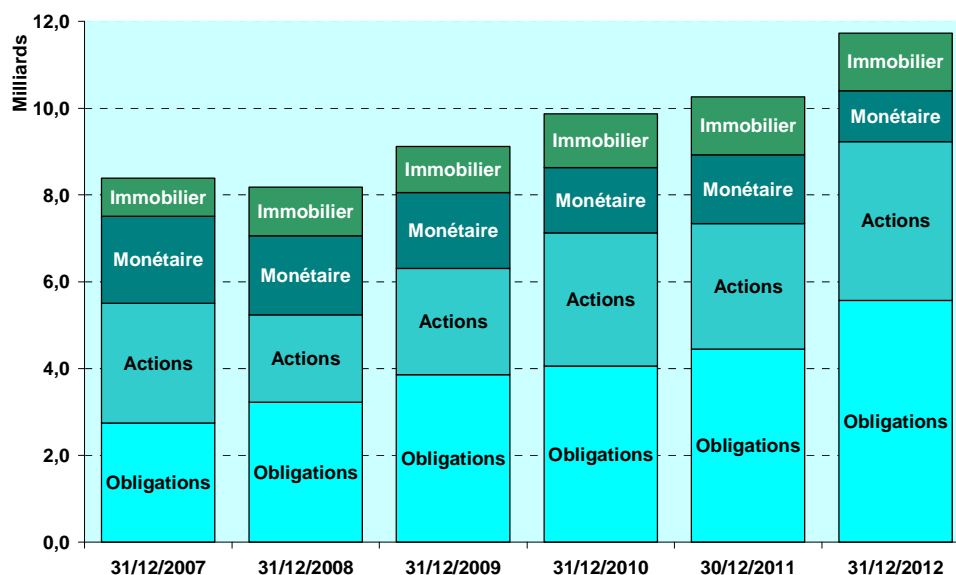 Milliards
12,0
10,0
8,0
6,0
4,0
2,0
0,0
Immobilier
Monétaire
Actions
Obligations
Immobilier
Monétaire
Actions
Obligations
Immobilier
Monétaire
Actions
Obligations
Immobilier
Monétaire
Actions
Obligations
Immobilier
Monétaire
Actions
Obligations
Immobilier
Monétaire
Actions
Obligations
31/12/2007 31/12/2008 31/12/2009 31/12/2010 30/12/2011 31/12/2012